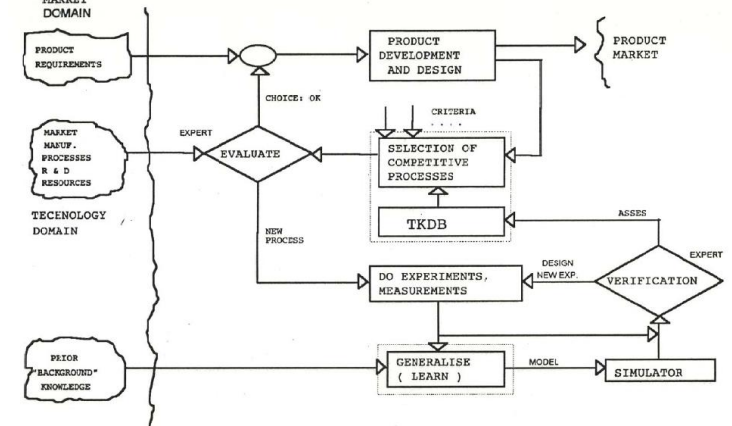 MARKET
DOMAIN
PRODUCT
REQUIREMENTS
PRODUCT
DEVELOPMENT
AND DESIGN
PRODUCT
MARKET
CHOICE: OK
CRITERIA
. . . .
MARKET
MANUF.
PROCESSES
R & D
RESOURCES
EXPERT
EVALUATE
SELECTION OF
COMPETITIVE
PROCESSES
TECENOLOGY
DOMAIN
TKDB
ASSES
NEW
PROCESS
DO EXPERIMENTS,
MEASUREMENTS
DESIGN
NEW EXP.
EXPERT
VERIFICATION
PRIOR
"BACKGROUND"
KNOWLEDGE
GENERALISE
( LEARN )
MODEL
SIMULATOR